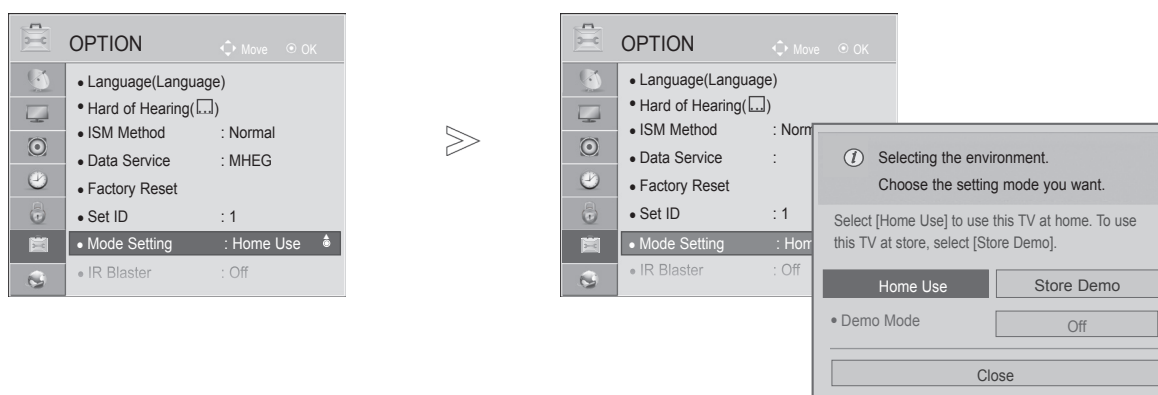 OPTION
Move OK
• Language(Language)
• Hard of Hearing( )
• ISM Method : Normal
• Data Service : MHEG
• Factory Reset
• Set ID : 1
• Mode Setting : Home Use
• IR Blaster : Off
OPTION
Move OK
• Language(Language)
• Hard of Hearing( )
• ISM Method : Norm
• Data Service :
• Factory Reset
• Set ID : 1
• Mode Setting : Hom
• IR Blaster : Off
Selecting the environment.
Choose the setting mode you want.
Select [Home Use] to use this TV at home. To use
this TV at store, select [Store Demo].
Home Use Store Demo
• Demo Mode Off
Close